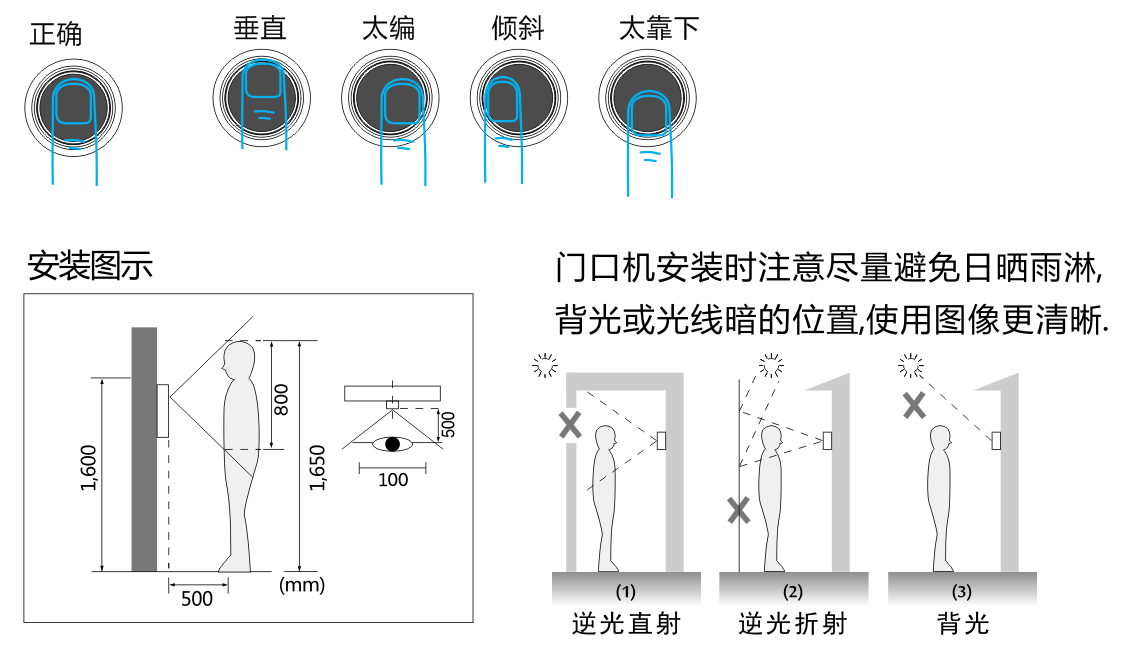 正确
垂直
太编
倾斜
太靠下
安装图示
门口机安装时注意尽量避免日晒雨淋,
背光或光线暗的位置,使用图像更清晰.
1,600
800
1,650
500
(mm)
500
100
(1)
逆光直射
(2)
逆光折射
(3)
背光